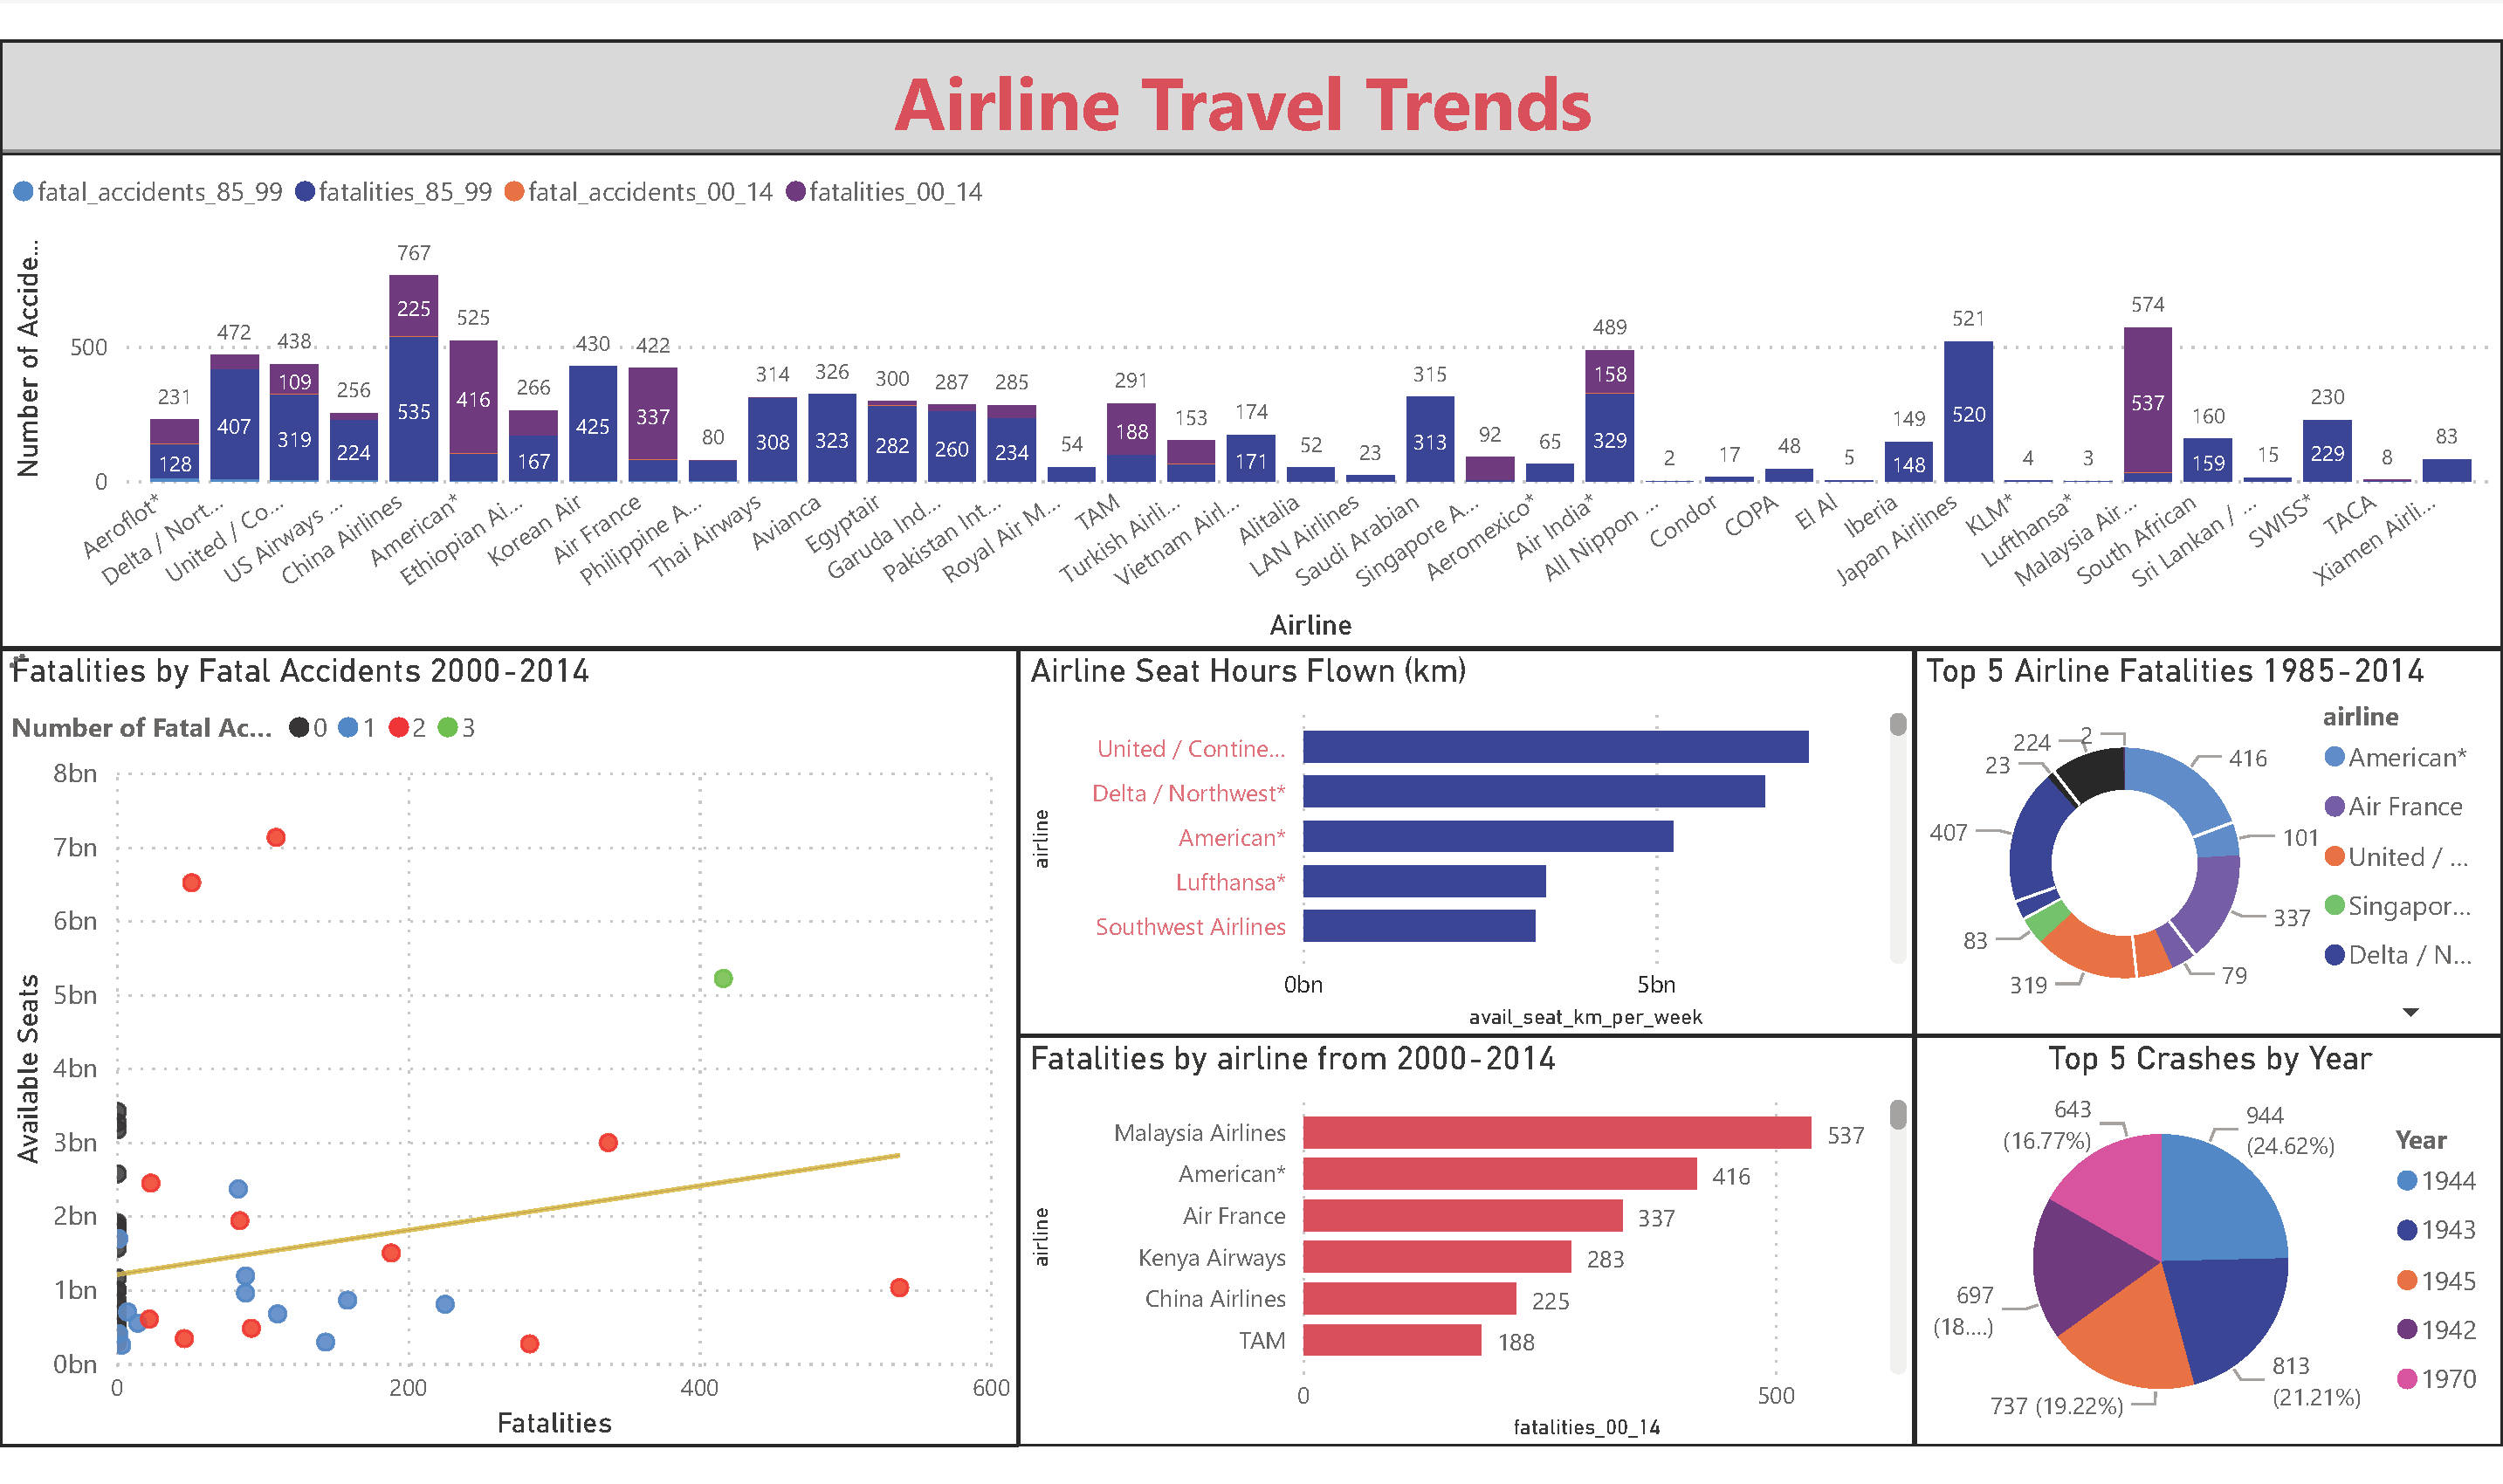 Airline Travel Trends
fatal_accidents_85_99 fatalities_85_99 fatal_accidents_00_14 fatalities_00_14
Number of Accide...
500
0
231
128
472
407
438
109
319
256
224
767
225
535
525
416
266
167
430
425
422
337
80
314
308
326
323
300
282
287
260
285
234
54
291
188
153
174
171
52
23
315
313
92
65
489
158
329
2
17
48
5
149
148
521
520
4
3
574
537
160
159
15
230
229
8
83
Aeroflot*
Delta / Nort...
United / Co...
US Airways ...
China Airlines
American*
Ethiopian Ai...
Korean Air
Air France
Philippine A...
Thai Airways
Avianca
Egyptair
Garuda Ind...
Pakistan Int...
Royal Air M...
TAM
Turkish Airli...
Vietnam Airl...
Alitalia
LAN Airlines
Saudi Arabian
Singapore A...
Aeromexico*
Air India*
All Nippon ...
Condor
COPA
El Al
Iberia
Japan Airlines
KLM*
Lufthansa*
Malaysia Air...
South African
Sri Lankan / ...
SWISS*
TACA
Xiamen Airli...
Airline
Fatalities by Fatal Accidents 2000-2014
Number of Fatal Ac... 0 1 2 3
Available Seats
8bn
7bn
6bn
5bn
4bn
3bn
2bn
1bn
0bn
0 200 400 600
Fatalities
Airline Seat Hours Flown (km)
airline
United / Contine...
Delta / Northwest*
American*
Lufthansa*
Southwest Airlines
0bn 5bn
avail_seat_km_per_week
Fatalities by airline from 2000-2014
airline
Malaysia Airlines 537
American* 416
Air France 337
Kenya Airways 283
China Airlines 225
TAM 188
0 500
fatalities_00_14
Top 5 Airline Fatalities 1985-2014
224 2
23
407
83
319
416
101
337
79
airline
American*
Air France
United / ...
Singapor...
Delta / N...
Top 5 Crashes by Year
643
(16.77%)
944
(24.62%)
697
(18....)
813
(21.21%)
737 (19.22%)
Year
1944
1943
1945
1942
1970